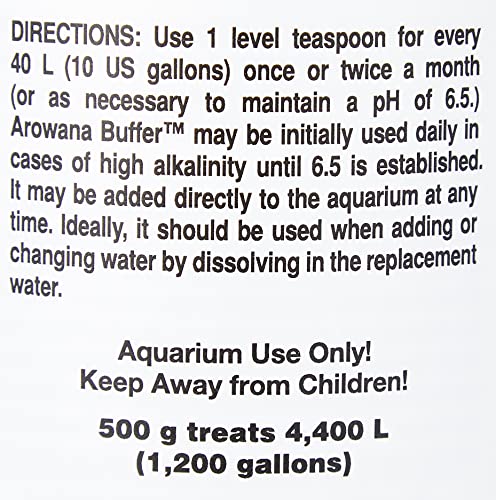 DIRECTIONS: Use 1 level teaspoon for every
40 L (10 US gallons) once or twice a month
(or as necessary to maintain a pH of 6.5.)
Arowana Buffer™ may be initially used daily in
cases of high alkalinity until 6.5 is established.
It may be added directly to the aquarium at any
time. Ideally, it should be used when adding or
changing water by dissolving in the replacement
water.
Aquarium Use Only!
Keep Away from Children!
500 g treats 4,400 L
(1,200 gallons)